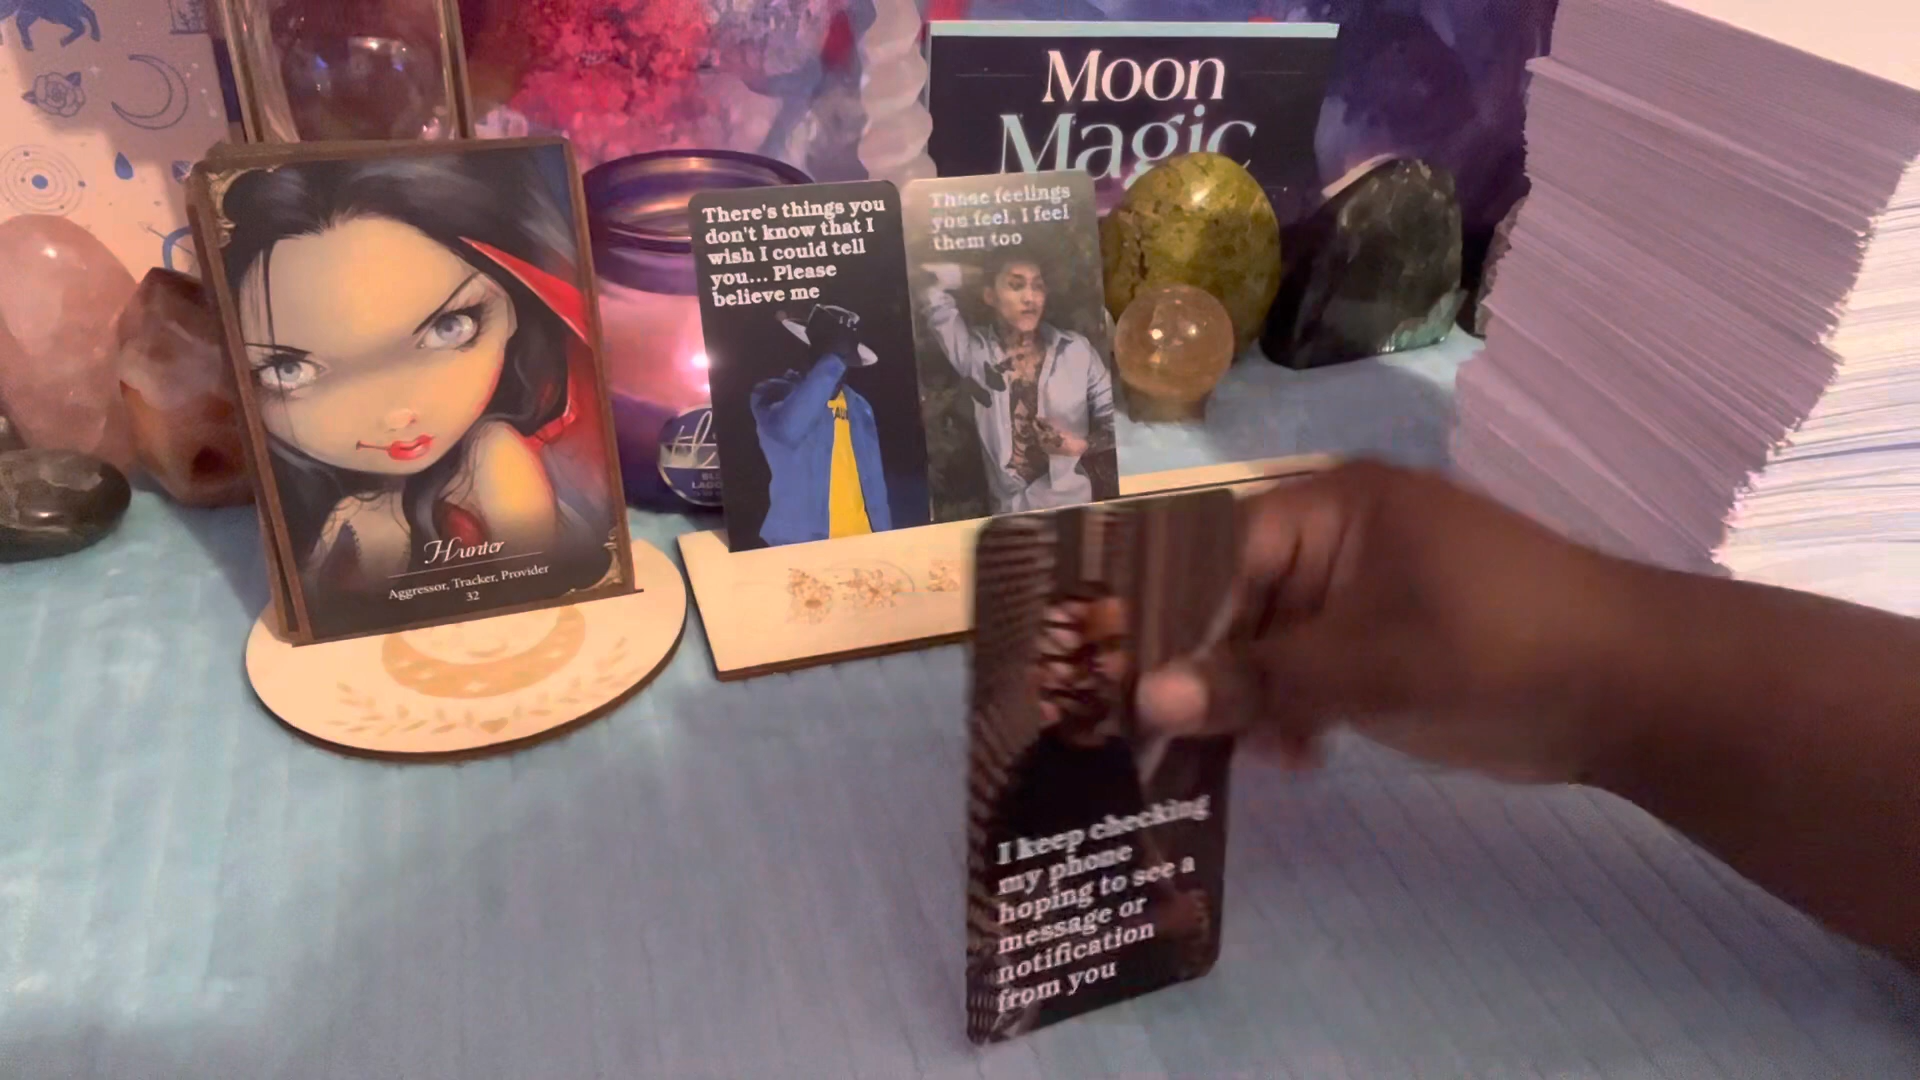 Moon
Magic
There's things you
don't know that I
wish I could tell
you... Please
believe me
These feelings
you feel, I feel
them too
Hunter
Aggressor, Tracker, Provider
32
I keep checking
my phone
hoping to see a
message or
notification
from you